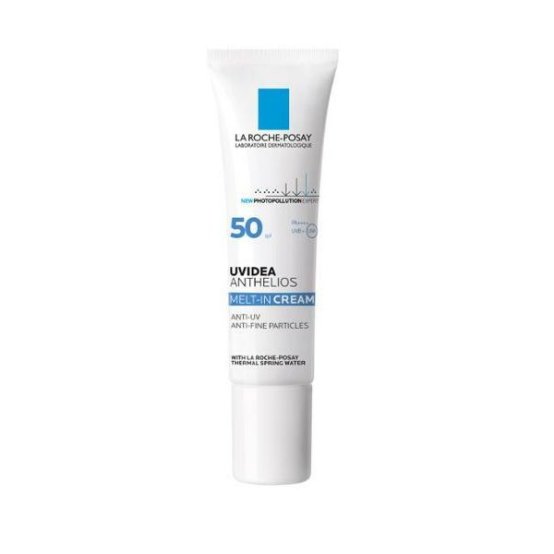 LA ROCHE-POSAY
LABORATOIRE DERMATOLOGIQUE
NEW PHOTOPOLLUTION EXPERT
50
UVIDEA
ANTHELIOS
MELT-IN CREAM
ANTI-UV
ANTI-FINE PARTICLES
WITH LA ROCHE-POSAY
THERMAL SPRING WATER